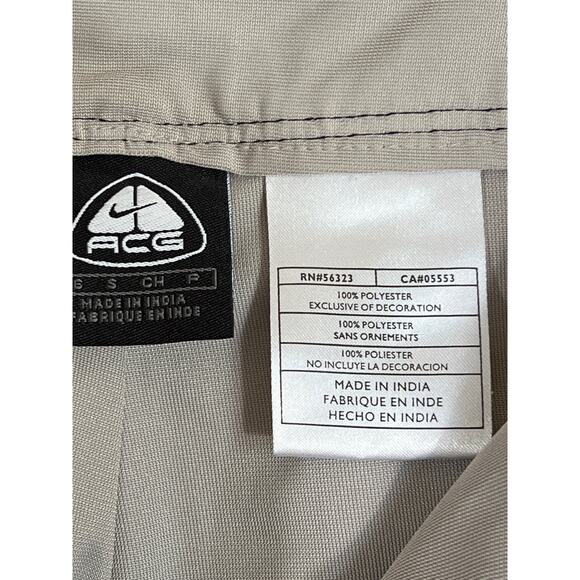 ACG
S CH P
MADE IN INDIA
FABRIQUE EN INDE
RN#56323 CA#05553
100% POLYESTER
EXCLUSIVE OF DECORATION
100% POLYESTER
SANS ORNEMENTS
100% POLIESTER
NO INCLUYE LA DECORACION
MADE IN INDIA
FABRIQUE EN INDE
HECHO EN INDIA